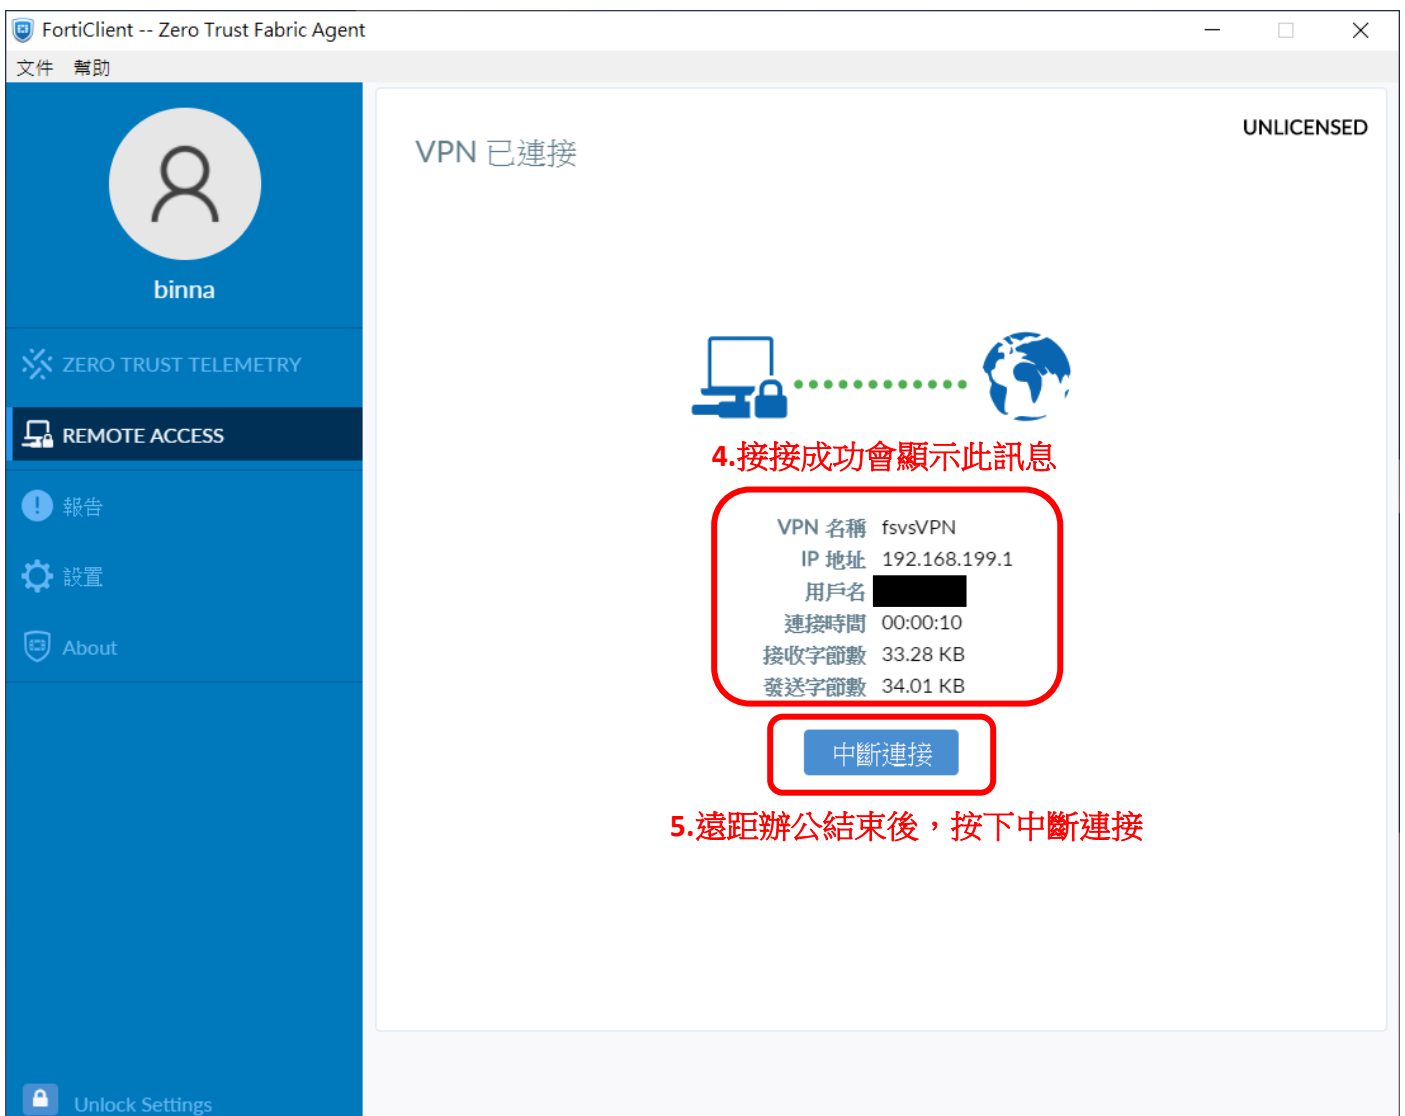 FortiClient -- Zero Trust Fabric Agent
文件 幫助
binna
ZERO TRUST TELEMETRY
REMOTE ACCESS
報告
設置
About
Unlock Settings
UNLICENSED
VPN 已連接
4.接接成功會顯示此訊息
VPN 名稱 fsvsVPN
IP 地址 192.168.199.1
用戶名
連接時間 00:00:10
接收字節數 33.28 KB
發送字節數 34.01 KB
中斷連接
5.遠距辦公結束後，按下中斷連接